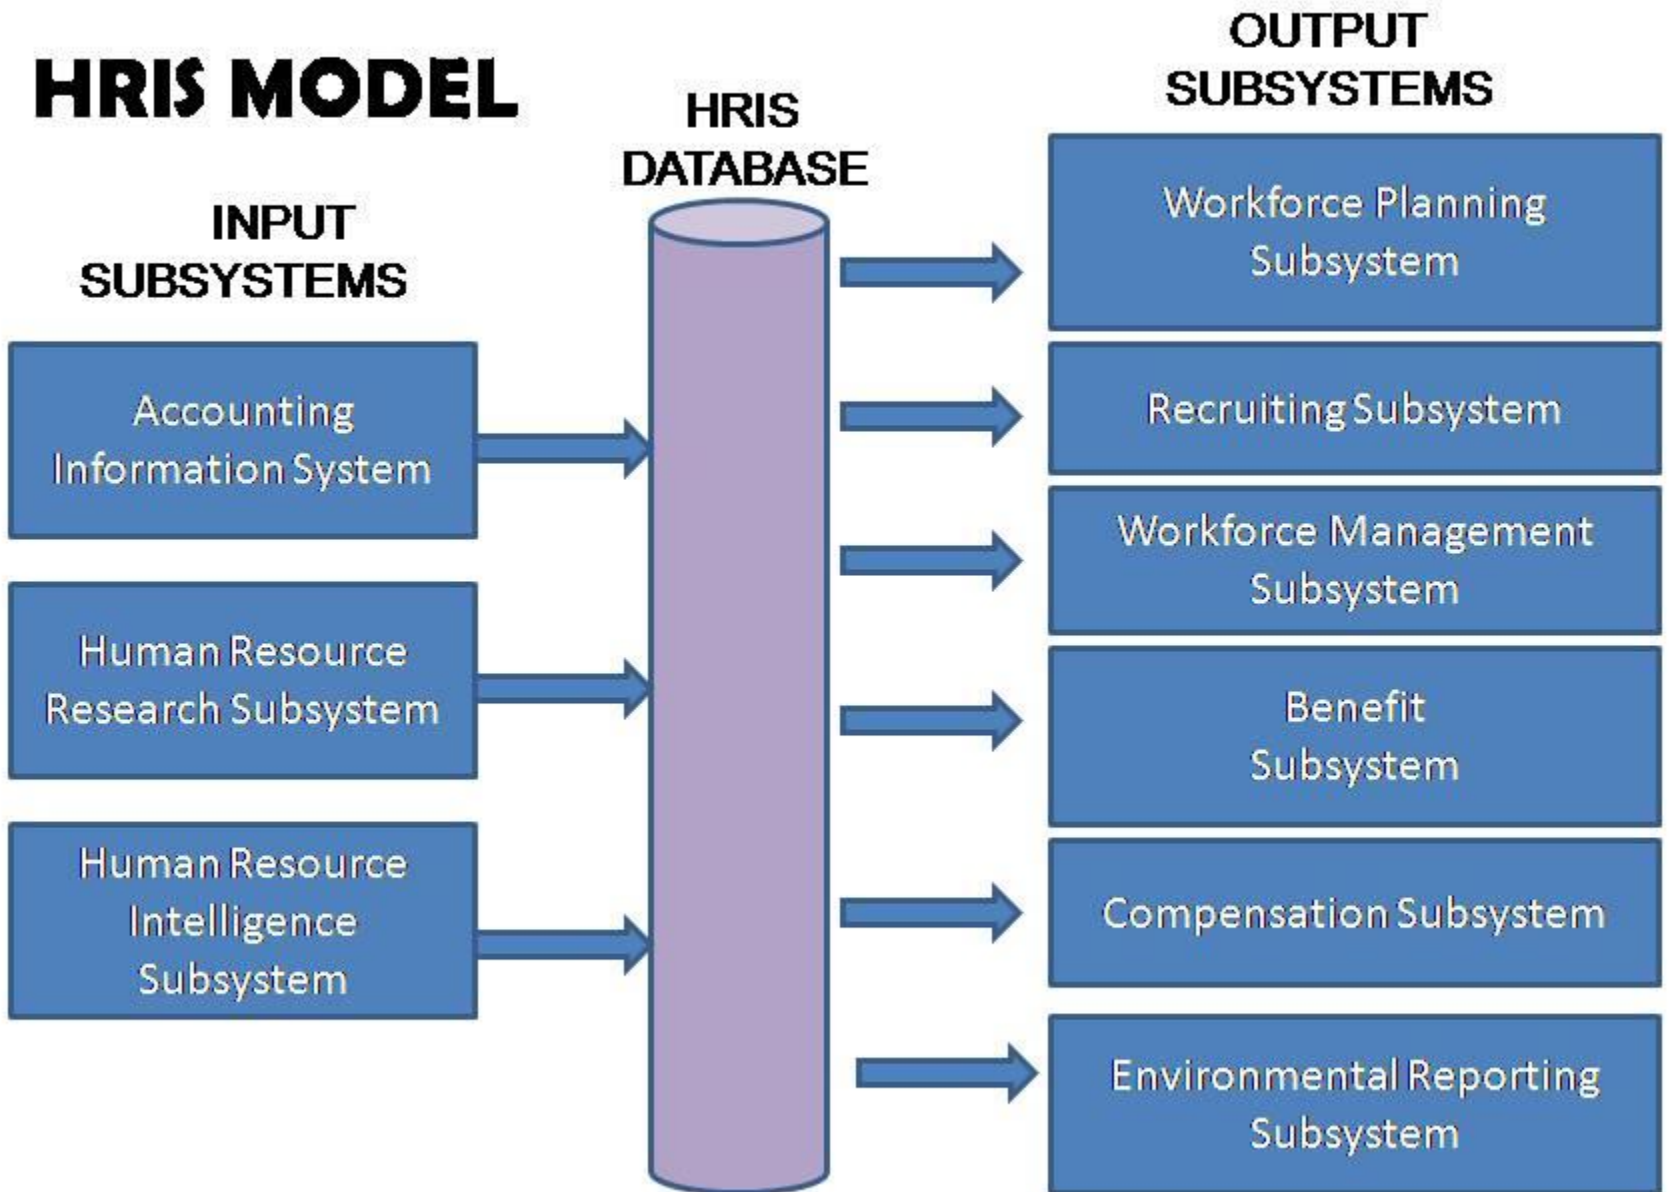 HRIS MODEL
INPUT
SUBSYSTEMS
Accounting
Information System
Human Resource
Research Subsystem
Human Resource
Intelligence
Subsystem
HRIS
DATABASE
OUTPUT
SUBSYSTEMS
Workforce Planning
Subsystem
Recruiting Subsystem
Workforce Management
Subsystem
Benefit
Subsystem
Compensation Subsystem
Environmental Reporting
Subsystem